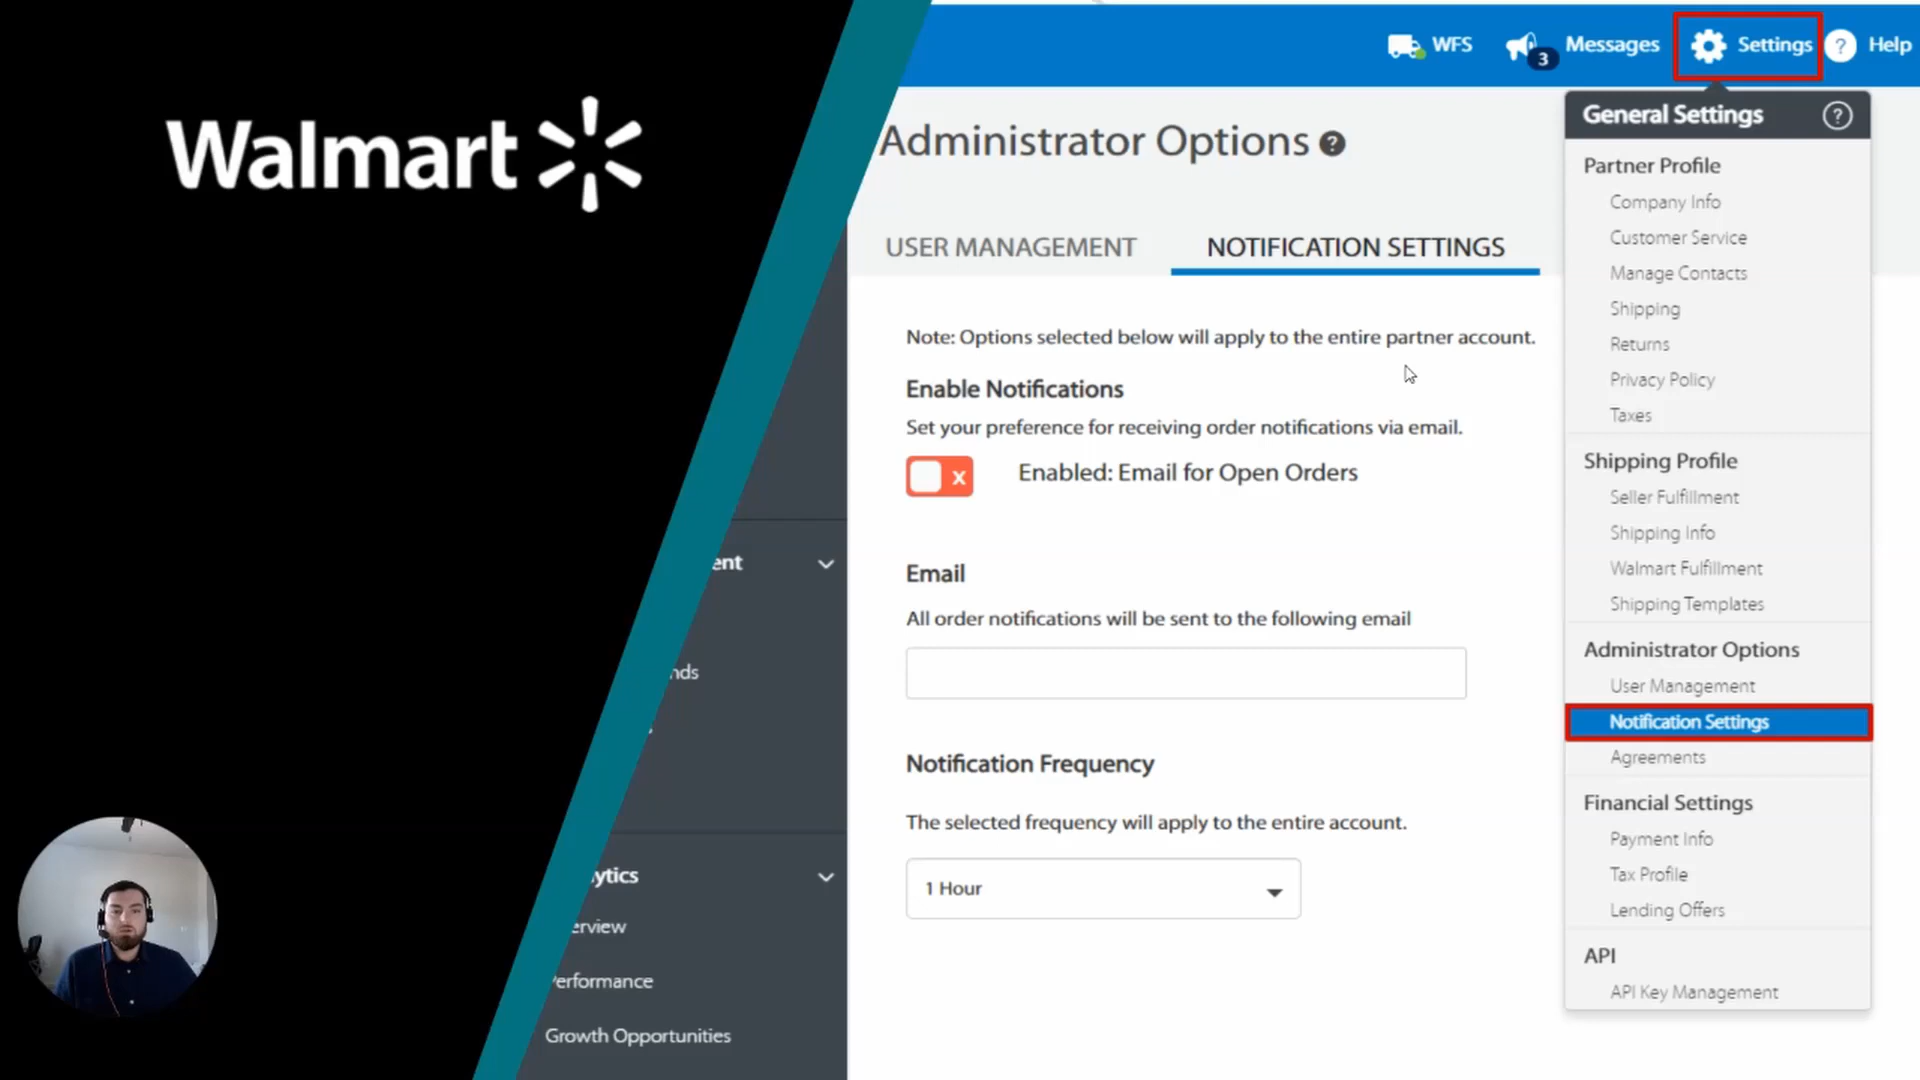 Walmart
WFS
3
Messages
Settings
? Help
Administrator Options ?
USER MANAGEMENT
NOTIFICATION SETTINGS
Note: Options selected below will apply to the entire partner account.
Enable Notifications
Set your preference for receiving order notifications via email.
x
Enabled: Email for Open Orders
Email
All order notifications will be sent to the following email
Notification Frequency
The selected frequency will apply to the entire account.
1 Hour
General Settings ?
Partner Profile
Company Info
Customer Service
Manage Contacts
Shipping
Returns
Privacy Policy
Taxes
Shipping Profile
Seller Fulfillment
Shipping Info
Walmart Fulfillment
Shipping Templates
Administrator Options
User Management
Notification Settings
Agreements
Financial Settings
Payment Info
Tax Profile
Lending Offers
API
API Key Management
ent
nds
ytics
erview
erformance
Growth Opportunities